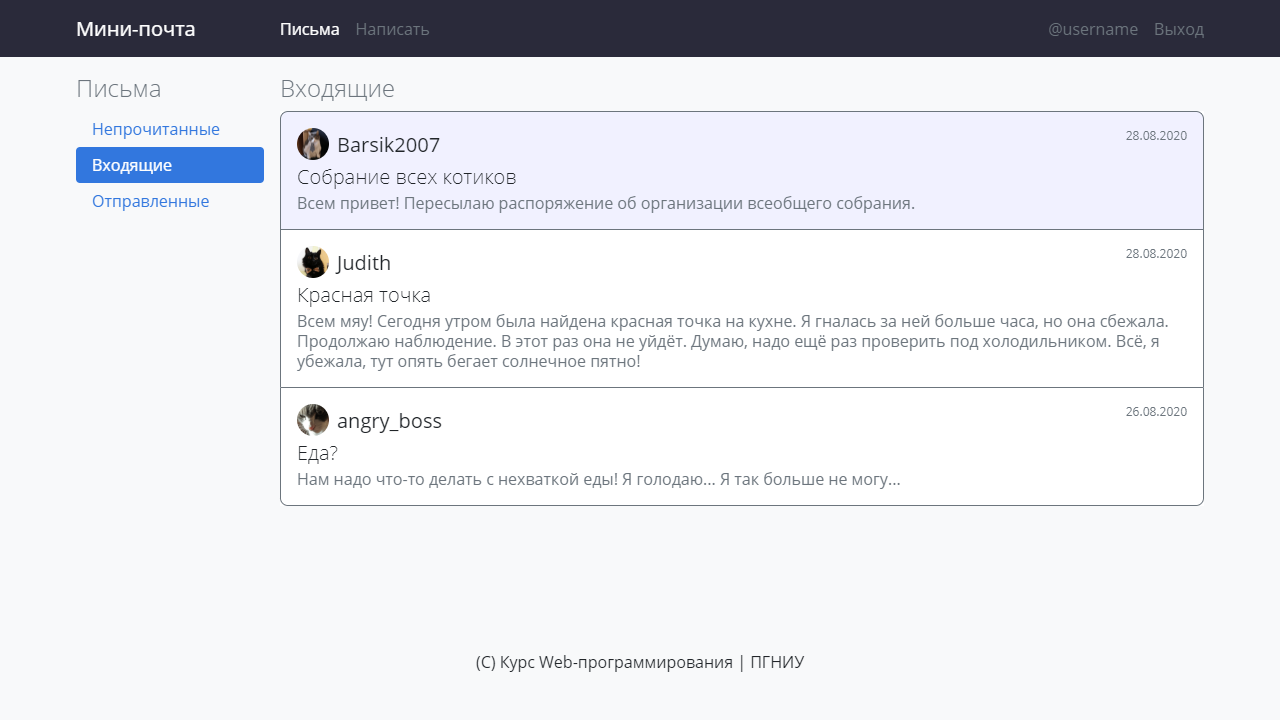 Мини-почта
Письма Написать
@username Выход
Письма
Непрочитанные
Входящие
Отправленные
Входящие
Barsik2007
28.08.2020
Собрание всех котиков
Всем привет! Пересылаю распоряжение об организации всеобщего собрания.
Judith
28.08.2020
Красная точка
Всем мяу! Сегодня утром была найдена красная точка на кухне. Я гналась за ней больше часа, но она сбежала.
Продолжаю наблюдение. В этот раз она не уйдёт. Думаю, надо ещё раз проверить под холодильником. Всё, я
убежала, тут опять бегает солнечное пятно!
angry_boss
26.08.2020
Еда?
Нам надо что-то делать с нехваткой еды! Я голодаю... Я так больше не могу...
(С) Курс Web-программирования | ПГНИУ